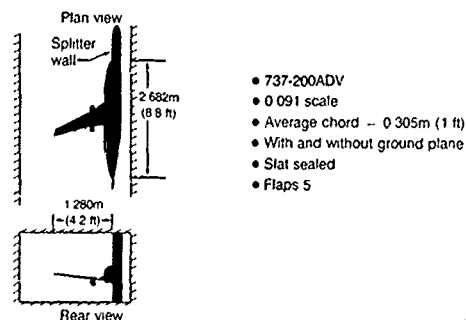 Plan view
Splitter
wall
2 682m
(8 8 ft)
1 280m
(4 2 ft)
Rear view
• 737-200ADV
• 0 091 scale
• Average chord – 0 305m (1 ft)
• With and without ground plane
• Slat sealed
• Flaps 5